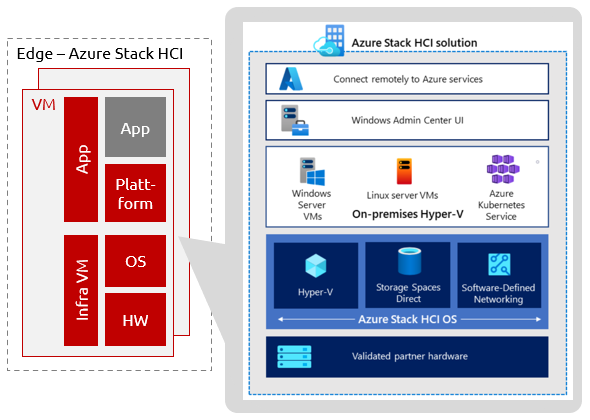 Edge – Azure Stack HCI
VM
App
App
Platt-
form
Infra VM
OS
HW
Azure Stack HCI solution
Connect remotely to Azure services
Windows Admin Center UI
Windows
Server
VMs
Linux server VMs
Azure
Kubernetes
Service
On-premises Hyper-V
Hyper-V
Storage Spaces
Direct
Software-Defined
Networking
Azure Stack HCI OS
Validated partner hardware